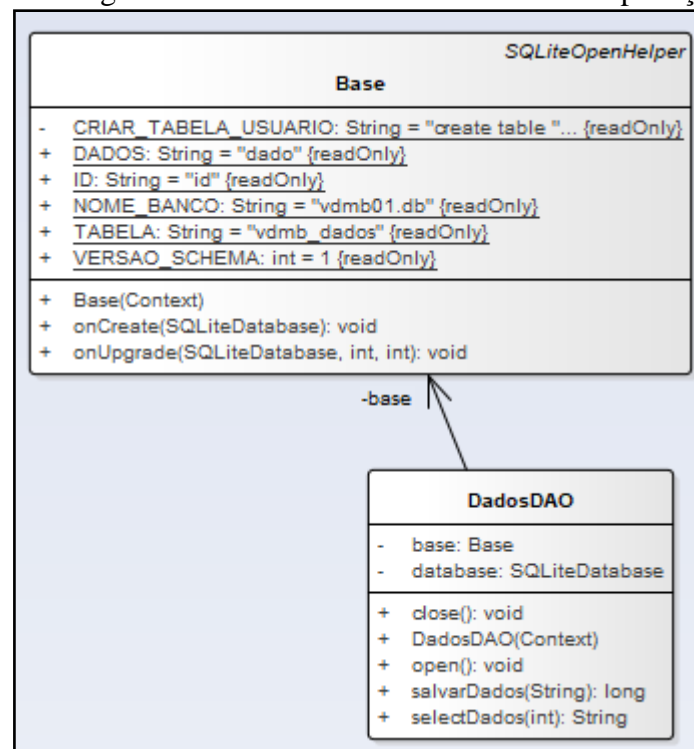 SQLiteOpenHelper
Base
- CRIAR_TABELA_USUARIO: String = "create table "... {readOnly}
+ DADOS: String = "dado" {readOnly}
+ ID: String = "id" {readOnly}
+ NOME_BANCO: String = "vdmb01.db" {readOnly}
+ TABELA: String = "vdmb_dados" {readOnly}
+ VERSAO_SCHEMA: int = 1 {readOnly}
+ Base(Context)
+ onCreate(SQLiteDatabase): void
+ onUpgrade(SQLiteDatabase, int, int): void
-base
DadosDAO
- base: Base
- database: SQLiteDatabase
+ close(): void
+ DadosDAO(Context)
+ open(): void
+ salvarDados(String): long
+ selectDados(int): String